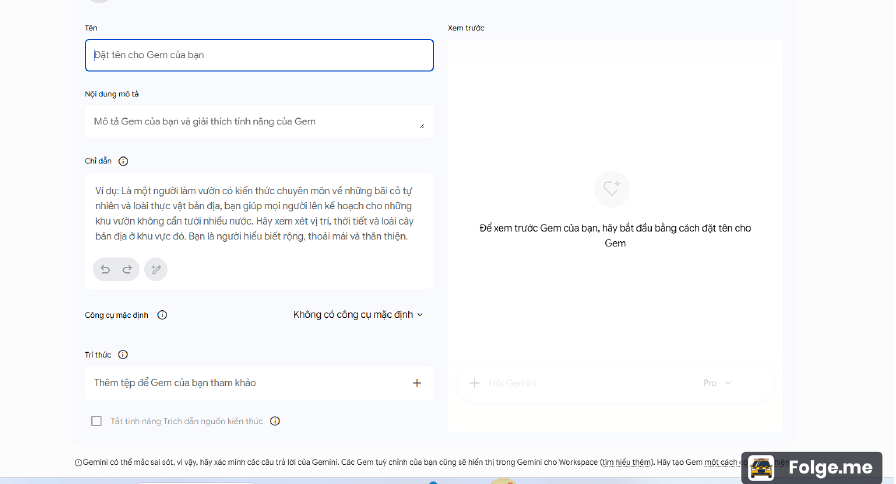 Tên
Đặt tên cho Gem của bạn
Nội dung mô tả
Mô tả Gem của bạn và giải thích tính năng của Gem
Chỉ dẫn
Ví dụ: Là một người làm vườn có kiến thức chuyên môn về những bãi cỏ tự
nhiên và loài thực vật bản địa, bạn giúp mọi người lên kế hoạch cho những
khu vườn không cần tưới nhiều nước. Hãy xem xét vị trí, thời tiết và loài cây
bản địa ở khu vực đó. Bạn là người hiểu biết rộng, thoải mái và thân thiện.
Công cụ mặc định
Không có công cụ mặc định
Tri thức
Thêm tệp để Gem của bạn tham khảo
Tắt tính năng Trích dẫn nguồn kiến thức
Xem trước
Để xem trước Gem của bạn, hãy bắt đầu bằng cách đặt tên cho
Gem
Hỏi Gemini
Pro
Gemini có thể mắc sai sót, vì vậy, hãy xác minh các câu trả lời của Gemini. Các Gem tuỳ chỉnh của bạn cũng sẽ hiển thị trong Gemini cho Workspace (tìm hiểu thêm). Hãy tạo Gem một cách
Folge.me